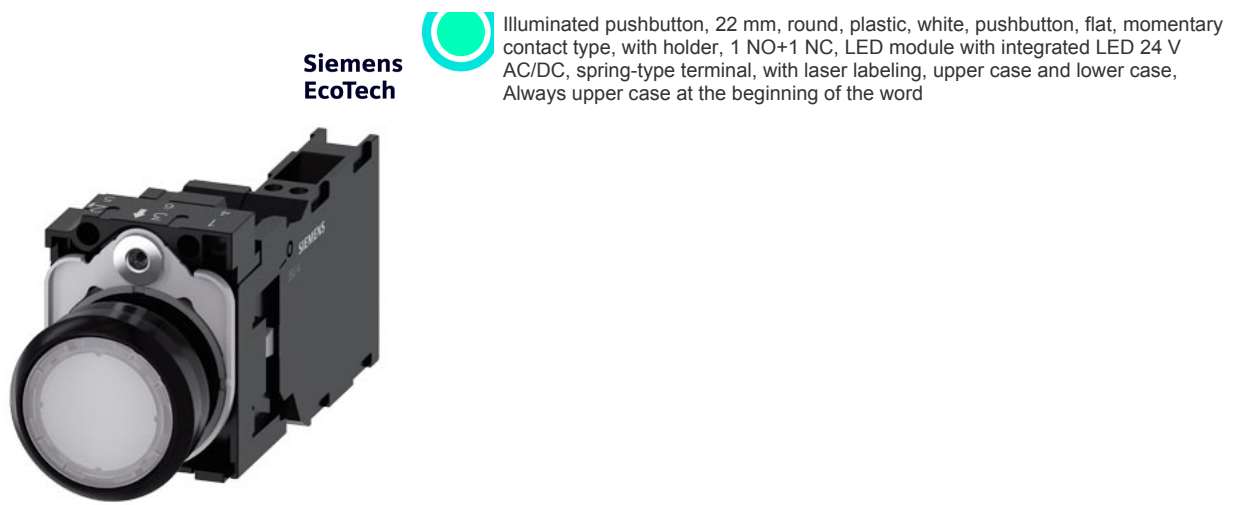 Illuminated pushbutton, 22 mm, round, plastic, white, pushbutton, flat, momentary
contact type, with holder, 1 NO+1 NC, LED module with integrated LED 24 V
AC/DC, spring-type terminal, with laser labeling, upper case and lower case,
Always upper case at the beginning of the word
Siemens
EcoTech
SIEMENS